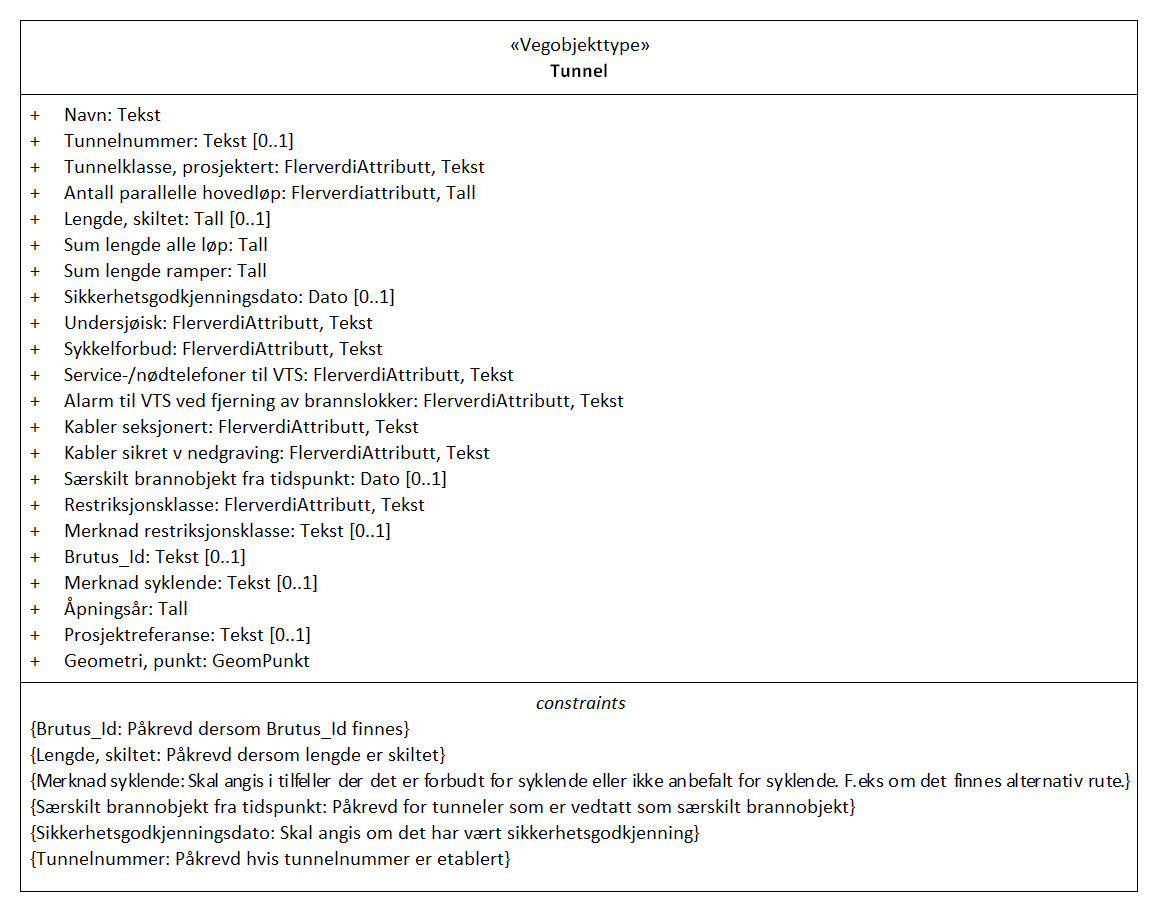 «Vegobjekttype»
Tunnel
+ Navn: Tekst
+ Tunnelnummer: Tekst [0..1]
+ Tunnelklasse, prosjektert: FlerverdiAttributt, Tekst
+ Antall parallelle hovedløp: Flerverdiattributt, Tall
+ Lengde, skiltet: Tall [0..1]
+ Sum lengde alle løp: Tall
+ Sum lengde ramper: Tall
+ Sikkerhetsgodkjenningsdato: Dato [0..1]
+ Undersjøisk: FlerverdiAttributt, Tekst
+ Sykkelforbud: FlerverdiAttributt, Tekst
+ Service-/nødtelefoner til VTS: FlerverdiAttributt, Tekst
+ Alarm til VTS ved fjerning av brannslokker: FlerverdiAttributt, Tekst
+ Kabler seksjonert: FlerverdiAttributt, Tekst
+ Kabler sikret v nedgraving: FlerverdiAttributt, Tekst
+ Særskilt brannobjekt fra tidspunkt: Dato [0..1]
+ Restriksjonsklasse: FlerverdiAttributt, Tekst
+ Merknad restriksjonsklasse: Tekst [0..1]
+ Brutus_Id: Tekst [0..1]
+ Merknad syklende: Tekst [0..1]
+ Åpningsår: Tall
+ Prosjektreferanse: Tekst [0..1]
+ Geometri, punkt: GeomPunkt
constraints
{Brutus_Id: Påkrevd dersom Brutus_Id finnes}
{Lengde, skiltet: Påkrevd dersom lengde er skiltet}
{Merknad syklende: Skal angis i tilfeller der det er forbudt for syklende eller ikke anbefalt for syklende. F.eks om det finnes alternativ rute.}
{Særskilt brannobjekt fra tidspunkt: Påkrevd for tunneler som er vedtatt som særskilt brannobjekt}
{Sikkerhetsgodkjenningsdato: Skal angis om det har vært sikkerhetsgodkjenning}
{Tunnelnummer: Påkrevd hvis tunnelnummer er etablert}